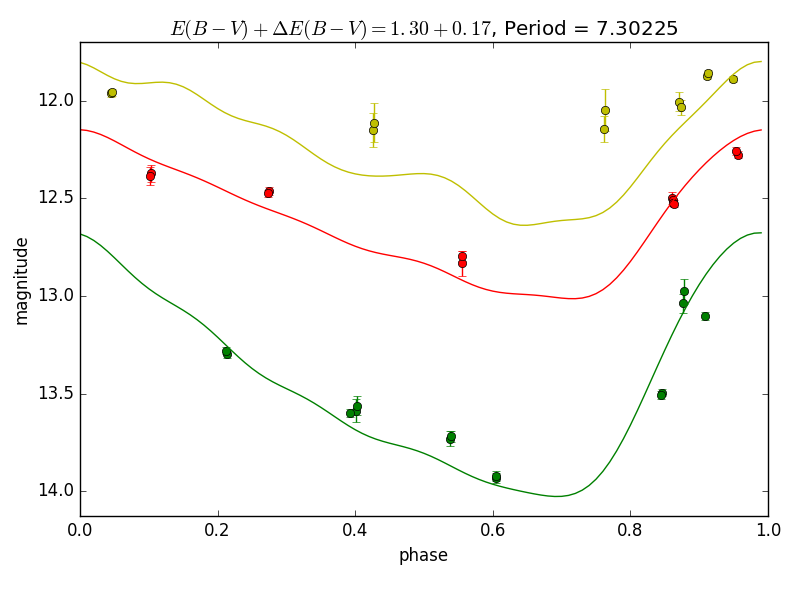 E(B − V) + ΔE(B − V) = 1.30 + 0.17, Period = 7.30225
12.0
12.5
13.0
13.5
14.0
magnitude
0.0 0.2 0.4 0.6 0.8 1.0
phase